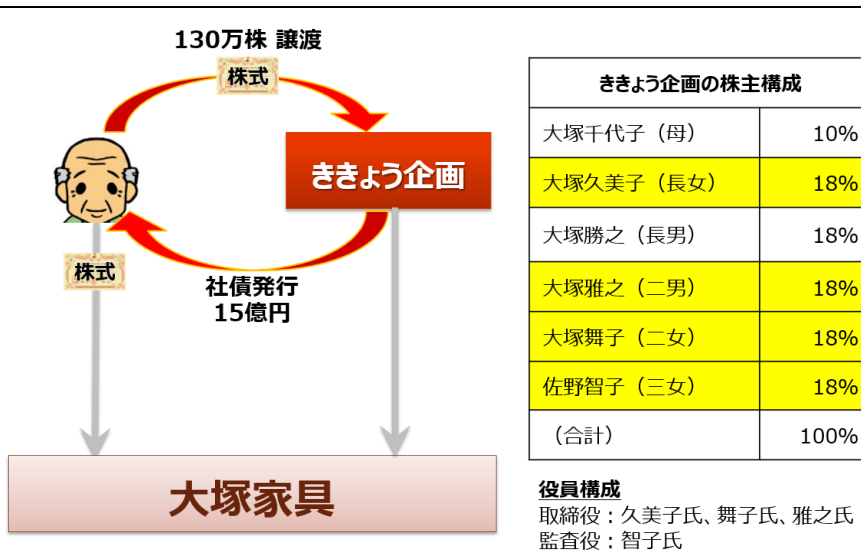 130万株 譲渡
株式
ききょう企画
株式
社債発行
15億円
大塚家具
ききょう企画の株主構成
大塚千代子（母） 10%
大塚久美子（長女） 18%
大塚勝之（長男） 18%
大塚雅之（二男） 18%
大塚舞子（二女） 18%
佐野智子（三女） 18%
（合計） 100%
役員構成
取締役：久美子氏、舞子氏、雅之氏
監査役：智子氏